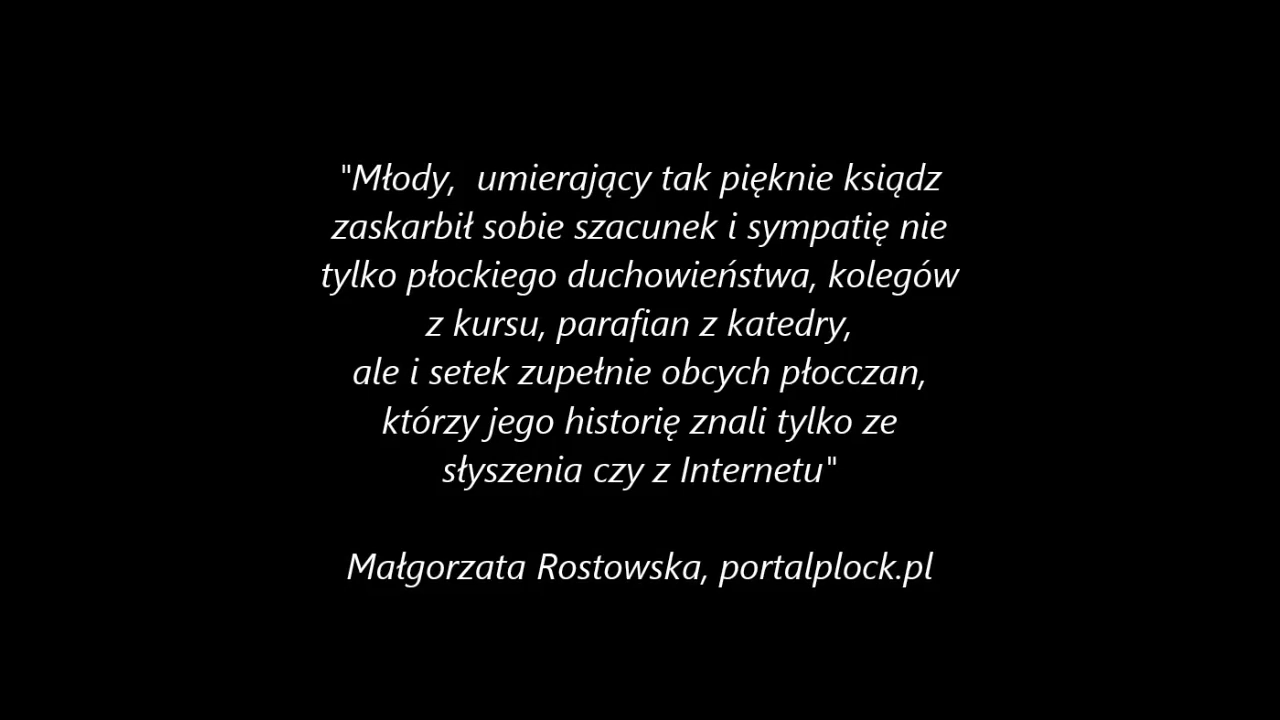 "Młody,  umierający tak pięknie ksiądz
zaskarbił sobie szacunek i sympatię nie
tylko płockiego duchowieństwa, kolegów
z kursu, parafian z katedry,
ale i setek zupełnie obcych płocczan,
którzy jego historię znali tylko ze
słyszenia czy z Internetu"
Małgorzata Rostowska, portalplock.pl